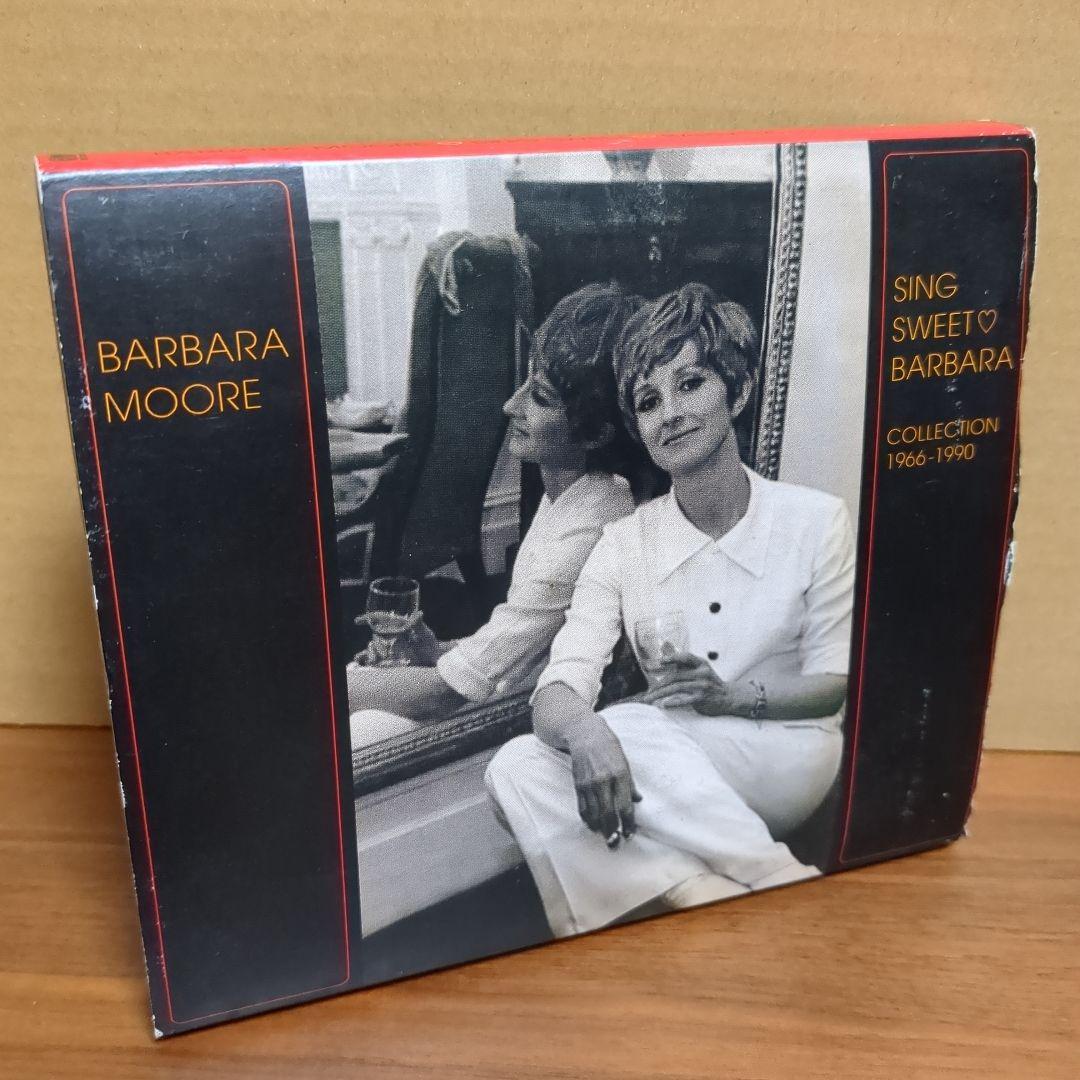 BARBARA
MOORE
SING
SWEET♡
BARBARA
COLLECTION
1966-1990